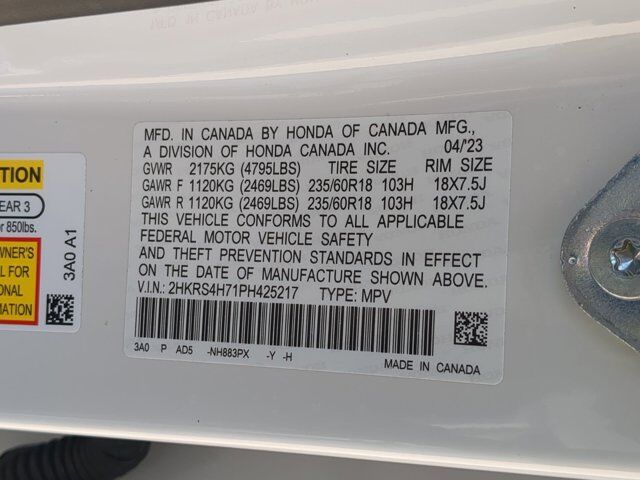 MFD. IN CANADA BY HONDA OF CANADA MFG.,
A DIVISION OF HONDA CANADA INC. 04/'23
GVWR 2175KG (4795LBS) TIRE SIZE RIM SIZE
GAWR F 1120KG (2469LBS) 235/60R18 103H 18X7.5J
GAWR R 1120KG (2469LBS) 235/60R18 103H 18X7.5J
THIS VEHICLE CONFORMS TO ALL APPLICABLE
FEDERAL MOTOR VEHICLE SAFETY
AND THEFT PREVENTION STANDARDS IN EFFECT
ON THE DATE OF MANUFACTURE SHOWN ABOVE.
V.I.N.: 2HKRS4H71PH425217 TYPE: MPV
3A0 P AD5 -NH883PX -Y -H
MADE IN CANADA
TION
EAR 3
r 850lbs.
WNER'S
L FOR
ONAL
MATION
3A0 A1